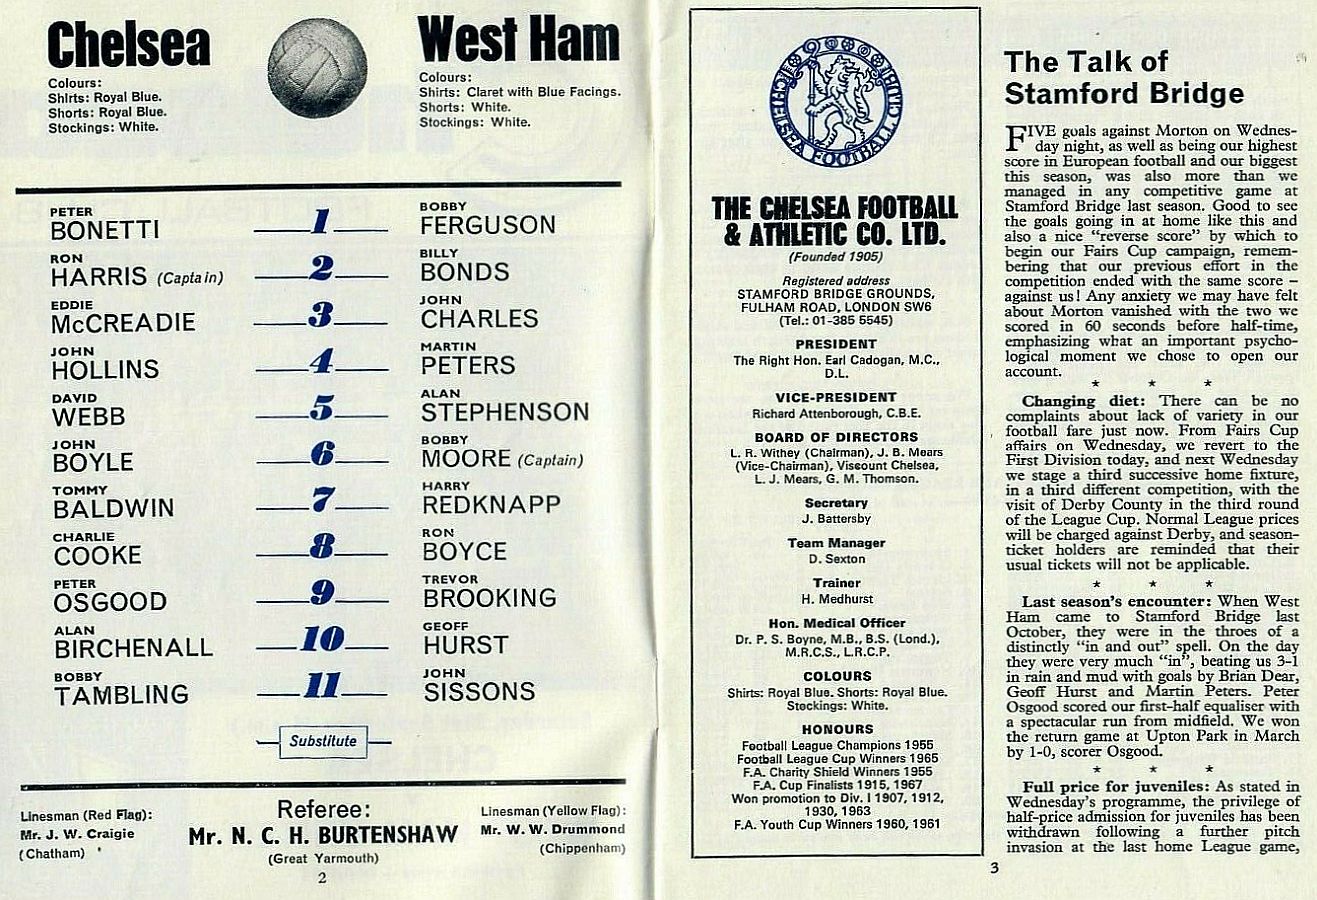 Chelsea
Colours:
Shirts: Royal Blue.
Shorts: Royal Blue.
Stockings: White.
West Ham
Colours:
Shirts: Claret with Blue Facings.
Shorts: White.
Stockings: White.
PETER BONETTI 1 BOBBY FERGUSON
RON HARRIS (Captain) 2 BILLY BONDS
EDDIE McCREADIE 3 JOHN CHARLES
JOHN HOLLINS 4 MARTIN PETERS
DAVID WEBB 5 ALAN STEPHENSON
JOHN BOYLE 6 BOBBY MOORE (Captain)
TOMMY BALDWIN 7 HARRY REDKNAPP
CHARLIE COOKE 8 RON BOYCE
PETER OSGOOD 9 TREVOR BROOKING
ALAN BIRCHENALL 10 GEOFF HURST
BOBBY TAMBLING 11 JOHN SISSONS
Substitute
Linesman (Red Flag):
Mr. J. W. Craigie
(Chatham)
Referee:
Mr. N. C. H. BURTENSHAW
(Great Yarmouth)
Linesman (Yellow Flag):
Mr. W. W. Drummond
(Chippenham)
2
CHELSEA FOOTBALL CLUB
THE CHELSEA FOOTBALL
& ATHLETIC CO. LTD.
(Founded 1905)
Registered address
STAMFORD BRIDGE GROUNDS,
FULHAM ROAD, LONDON SW6
(Tel.: 01-385 5545)
PRESIDENT
The Right Hon. Earl Cadogan, M.C.,
D.L.
VICE-PRESIDENT
Richard Attenborough, C.B.E.
BOARD OF DIRECTORS
L. R. Withey (Chairman), J. B. Mears
(Vice-Chairman), Viscount Chelsea,
L. J. Mears, G. M. Thomson.
Secretary
J. Battersby
Team Manager
D. Sexton
Trainer
H. Medhurst
Hon. Medical Officer
Dr. P. S. Boyne, M.B., B.S. (Lond.),
M.R.C.S., L.R.C.P.
COLOURS
Shirts: Royal Blue. Shorts: Royal Blue.
Stockings: White.
HONOURS
Football League Champions 1955
Football League Cup Winners 1965
F.A. Charity Shield Winners 1955
F.A. Cup Finalists 1915, 1967
Won promotion to Div. I 1907, 1912,
1930, 1963
F.A. Youth Cup Winners 1960, 1961
The Talk of
Stamford Bridge
FIVE goals against Morton on Wednes-
day night, as well as being our highest
score in European football and our biggest
this season, was also more than we
managed in any competitive game at
Stamford Bridge last season. Good to see
the goals going in at home like this and
also a nice "reverse score" by which to
begin our Fairs Cup campaign, remem-
bering that our previous effort in the
competition ended with the same score –
against us! Any anxiety we may have felt
about Morton vanished with the two we
scored in 60 seconds before half-time,
emphasizing what an important psycho-
logical moment we chose to open our
account.
* * *
Changing diet: There can be no
complaints about lack of variety in our
football fare just now. From Fairs Cup
affairs on Wednesday, we revert to the
First Division today, and next Wednesday
we stage a third successive home fixture,
in a third different competition, with the
visit of Derby County in the third round
of the League Cup. Normal League prices
will be charged against Derby, and season-
ticket holders are reminded that their
usual tickets will not be applicable.
* * *
Last season's encounter: When West
Ham came to Stamford Bridge last
October, they were in the throes of a
distinctly "in and out" spell. On the day
they were very much "in", beating us 3-1
in rain and mud with goals by Brian Dear,
Geoff Hurst and Martin Peters. Peter
Osgood scored our first-half equaliser with
a spectacular run from midfield. We won
the return game at Upton Park in March
by 1-0, scorer Osgood.
* * *
Full price for juveniles: As stated in
Wednesday's programme, the privilege of
half-price admission for juveniles has been
withdrawn following a further pitch
invasion at the last home League game,
3